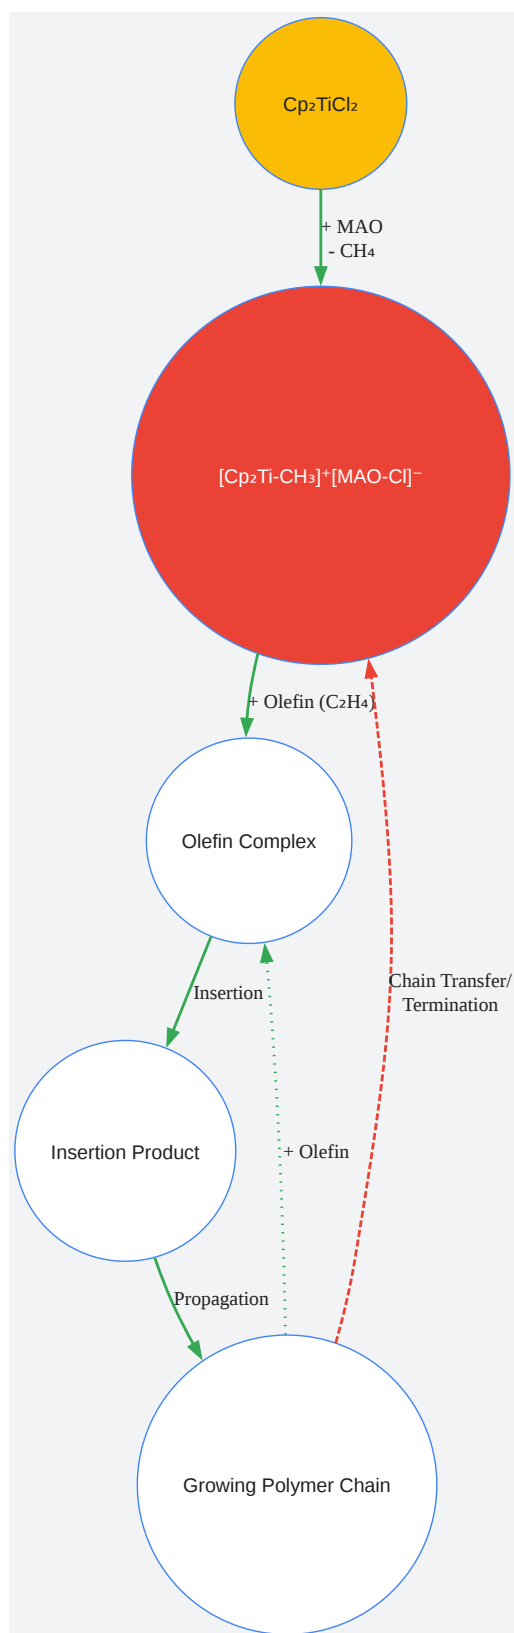 Cp₂TiCl₂
+ MAO
- CH₄
[Cp₂Ti-CH₃]⁺[MAO-Cl]⁻
+ Olefin (C₂H₄)
Olefin Complex
Chain Transfer/
Termination
Insertion
Insertion Product
+ Olefin
Propagation
Growing Polymer Chain